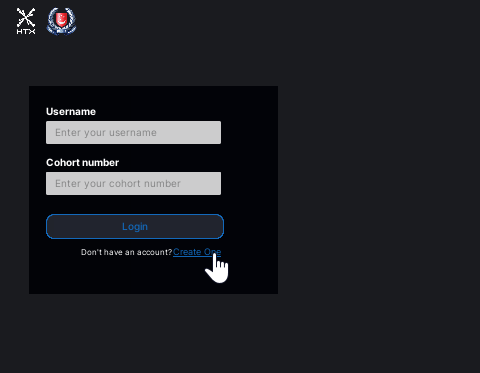 HTX
Username
Enter your username
Cohort number
Enter your cohort number
Login
Don't have an account? Create One